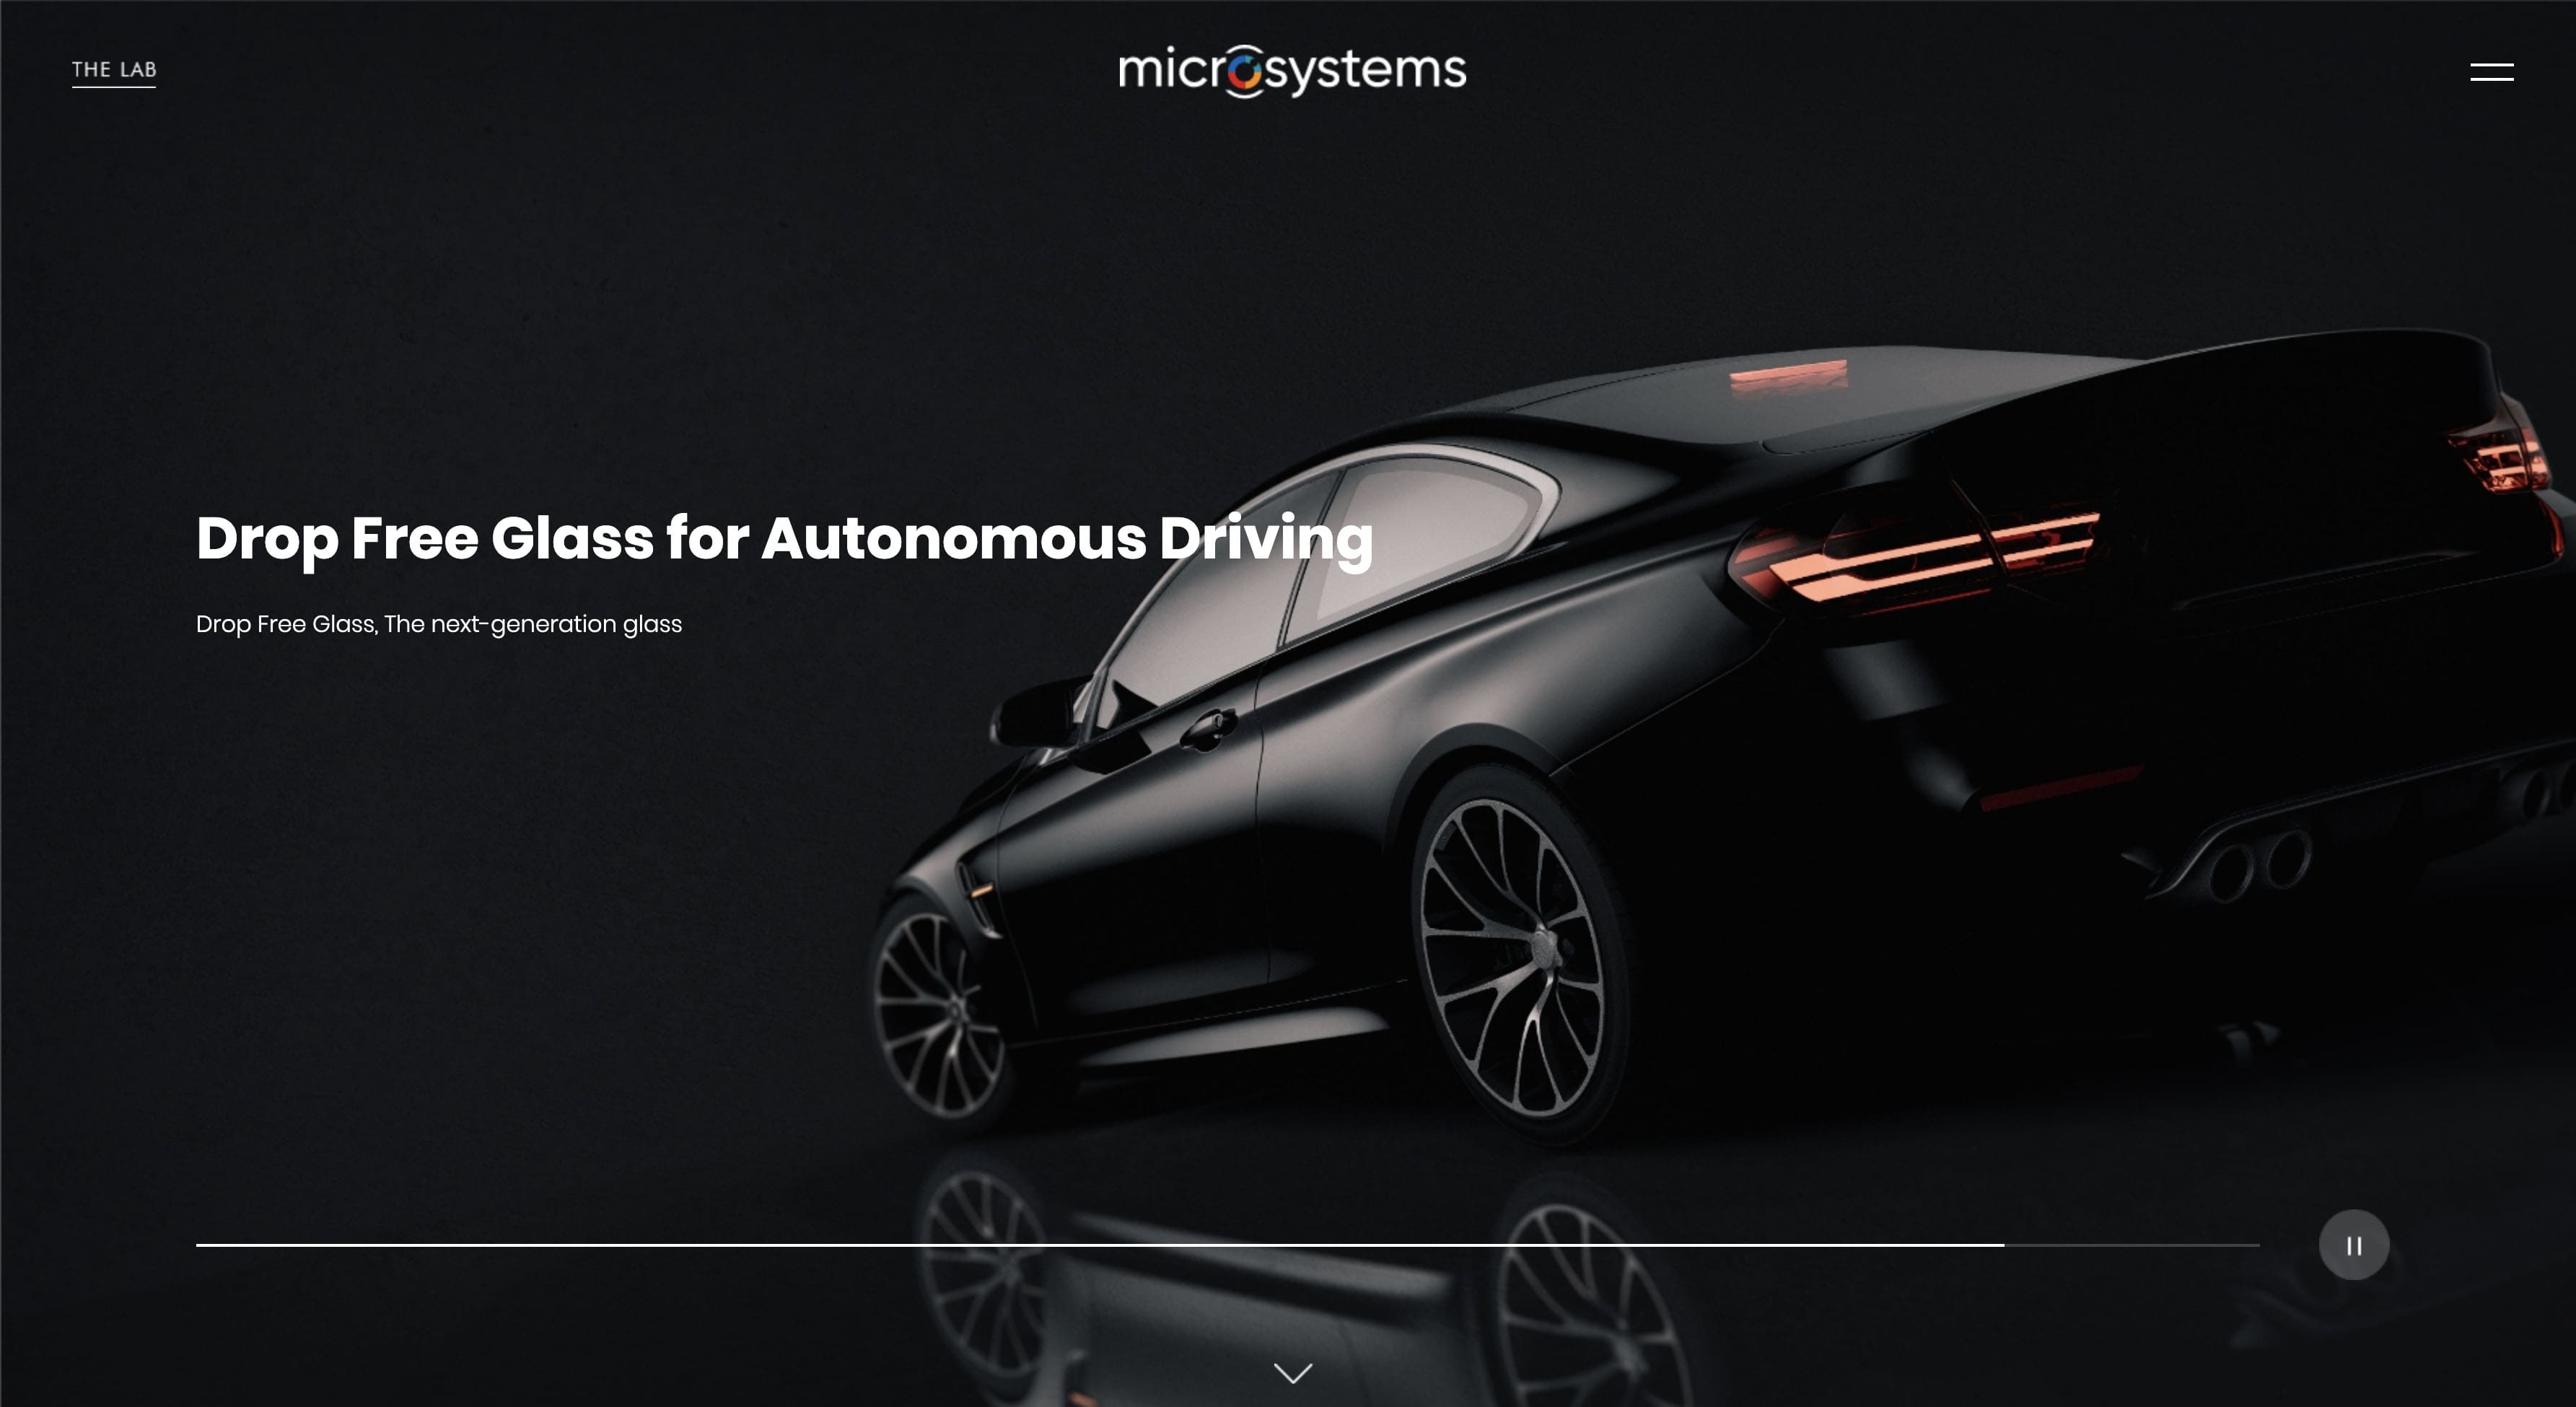 THE LAB
microsystems
Drop Free Glass for Autonomous Driving
Drop Free Glass, The next-generation glass